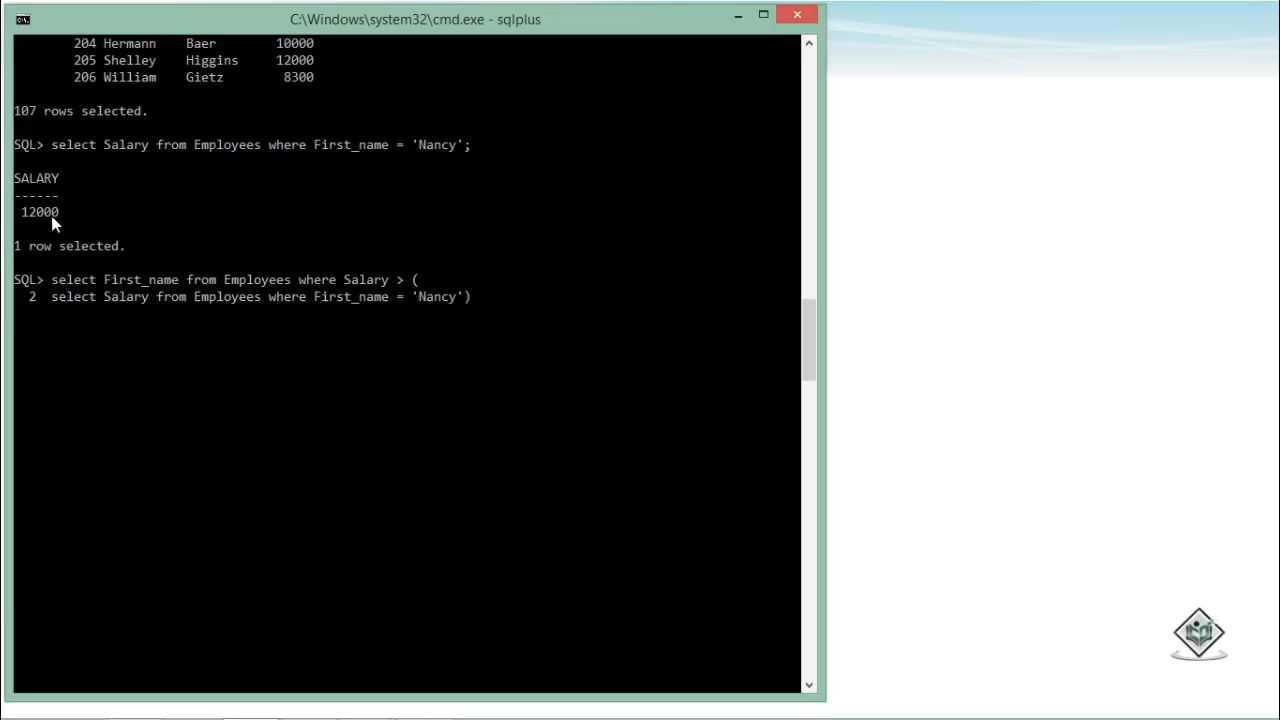 C:\Windows\system32\cmd.exe - sqlplus
204 Hermann Baer 10000
205 Shelley Higgins 12000
206 William Gietz 8300
107 rows selected.
SQL> select Salary from Employees where First_name = 'Nancy';
SALARY
------
12000
1 row selected.
SQL> select First_name from Employees where Salary > (
2 select Salary from Employees where First_name = 'Nancy')